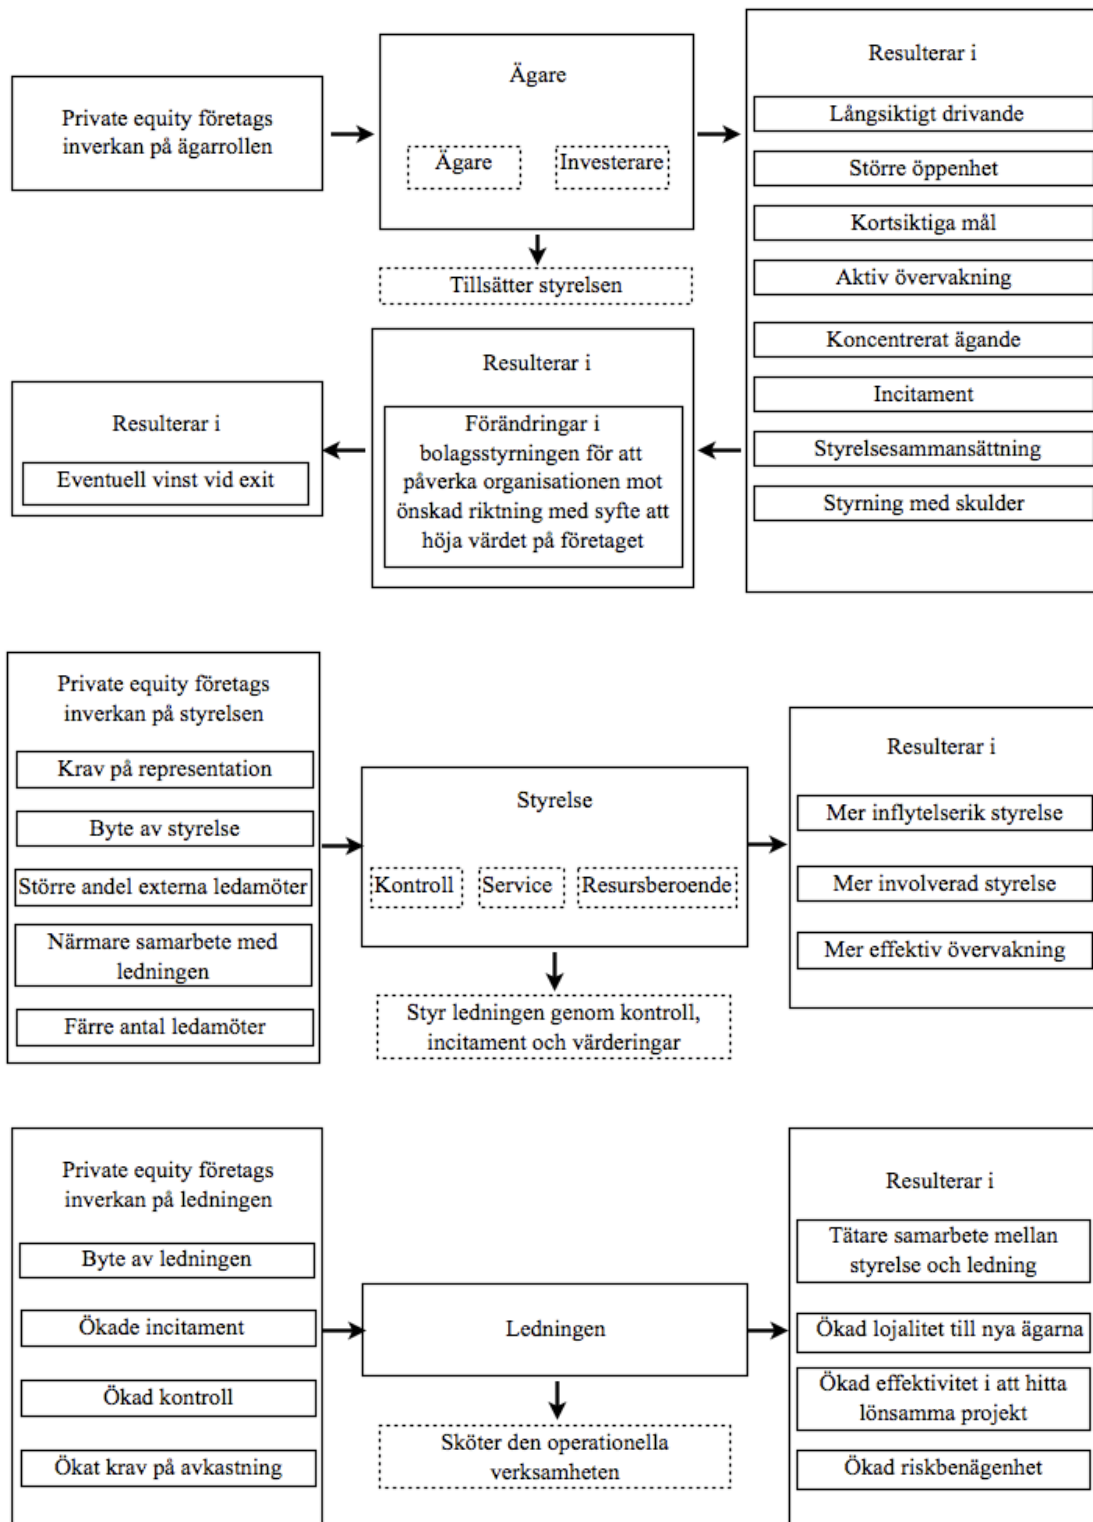 Private equity företags
inverkan på ägarrollen
Ägare
Ägare
Investerare
Tillsätter styrelsen
Resulterar i
Långsiktigt drivande
Större öppenhet
Kortsiktiga mål
Aktiv övervakning
Koncentrerat ägande
Incitament
Styrelsesammansättning
Styrning med skulder
Resulterar i
Förändringar i
bolagsstyrningen för att
påverka organisationen mot
önskad riktning med syfte att
höja värdet på företaget
Resulterar i
Eventuell vinst vid exit
Private equity företags
inverkan på styrelsen
Krav på representation
Byte av styrelse
Större andel externa ledamöter
Närmare samarbete med
ledningen
Färre antal ledamöter
Styrelse
Kontroll
Service
Resursberoende
Styr ledningen genom kontroll,
incitament och värderingar
Resulterar i
Mer inflytelserik styrelse
Mer involverad styrelse
Mer effektiv övervakning
Private equity företags
inverkan på ledningen
Byte av ledningen
Ökade incitament
Ökad kontroll
Ökat krav på avkastning
Ledningen
Sköter den operationella
verksamheten
Resulterar i
Tätare samarbete mellan
styrelse och ledning
Ökad lojalitet till nya ägarna
Ökad effektivitet i att hitta
lönsamma projekt
Ökad riskbenägenhet